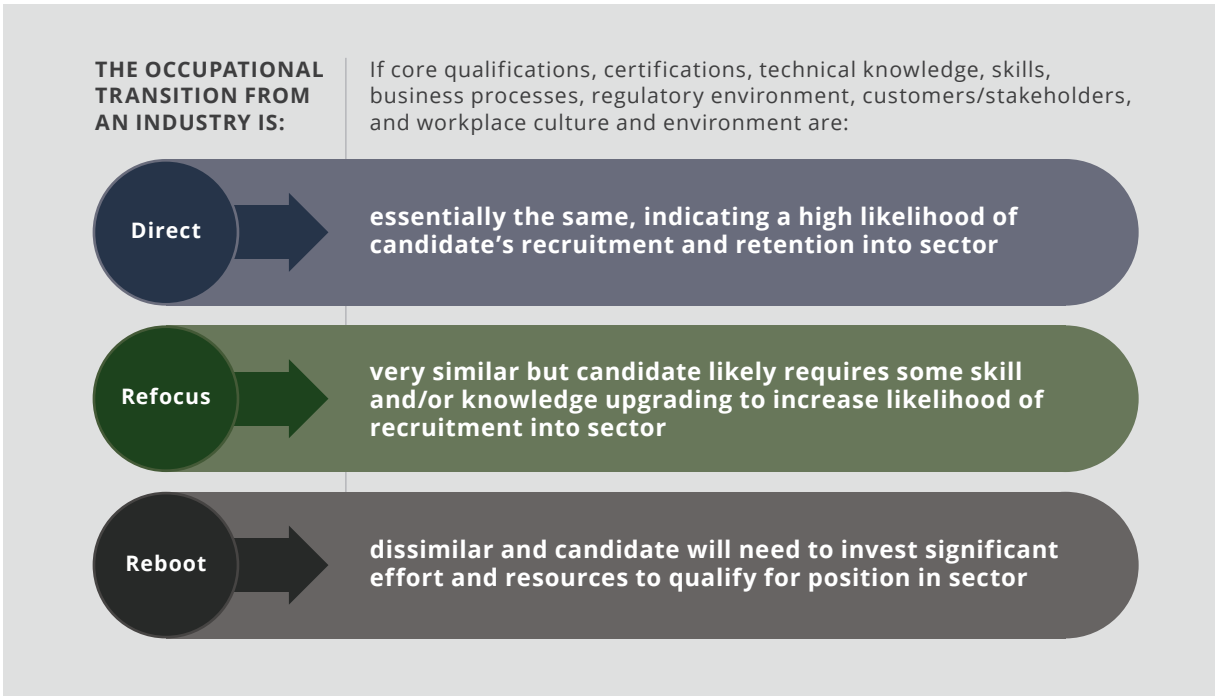 THE OCCUPATIONAL
TRANSITION FROM
AN INDUSTRY IS:
If core qualifications, certifications, technical knowledge, skills,
business processes, regulatory environment, customers/stakeholders,
and workplace culture and environment are:
Direct
essentially the same, indicating a high likelihood of
candidate’s recruitment and retention into sector
Refocus
very similar but candidate likely requires some skill
and/or knowledge upgrading to increase likelihood of
recruitment into sector
Reboot
dissimilar and candidate will need to invest significant
effort and resources to qualify for position in sector